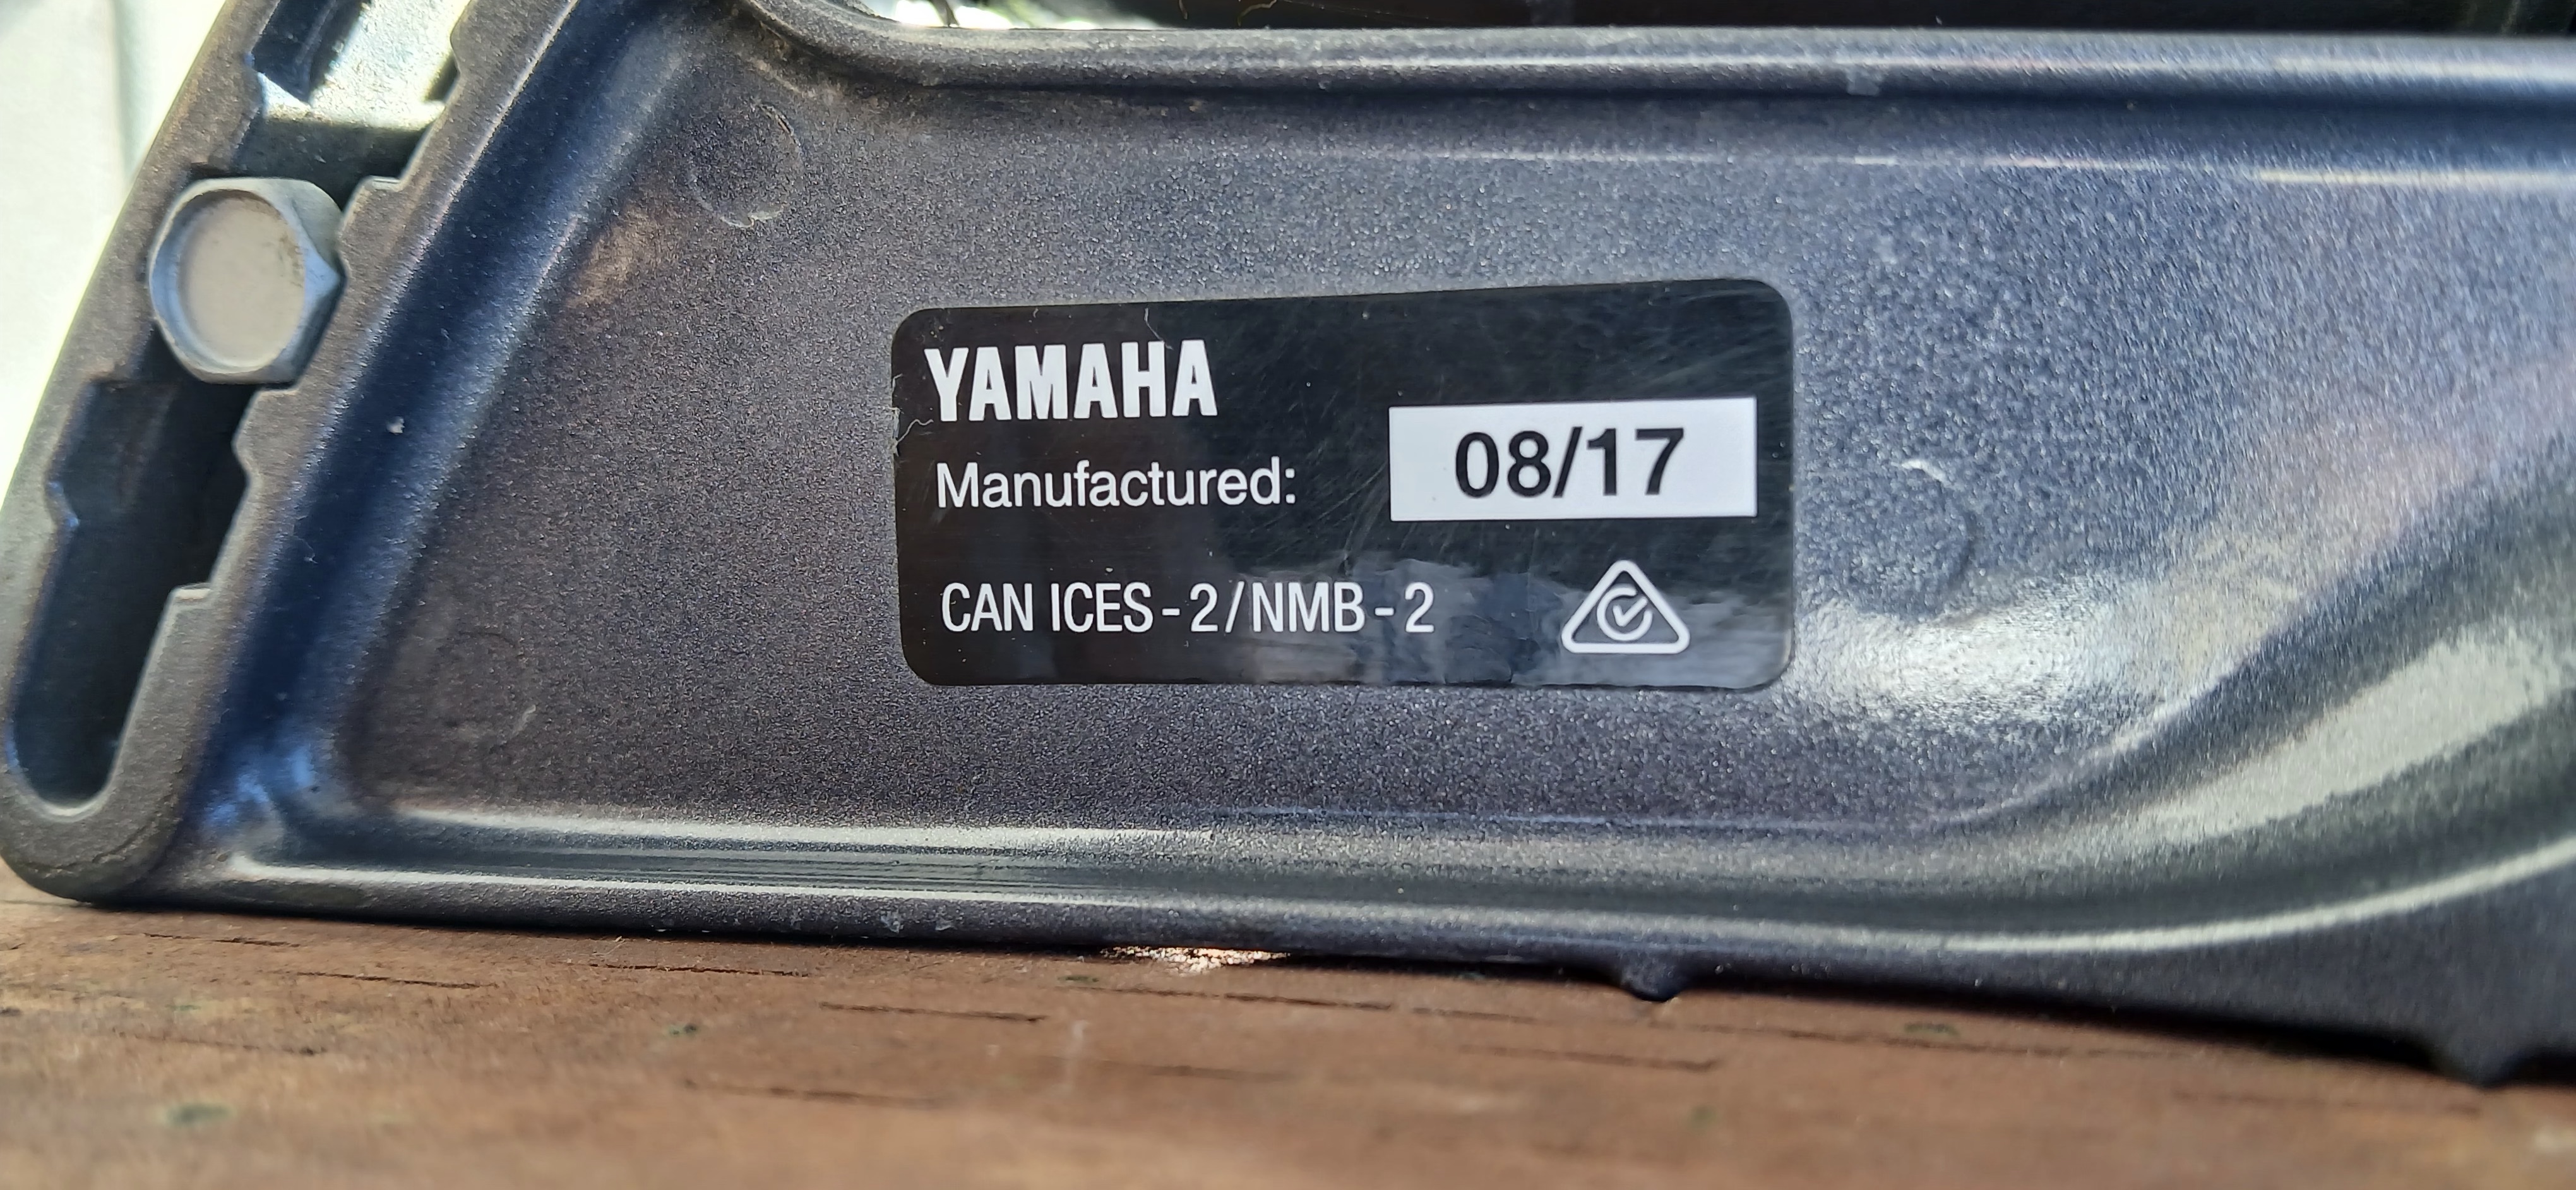 YAMAHA
Manufactured: 08/17
CAN ICES-2/NMB-2